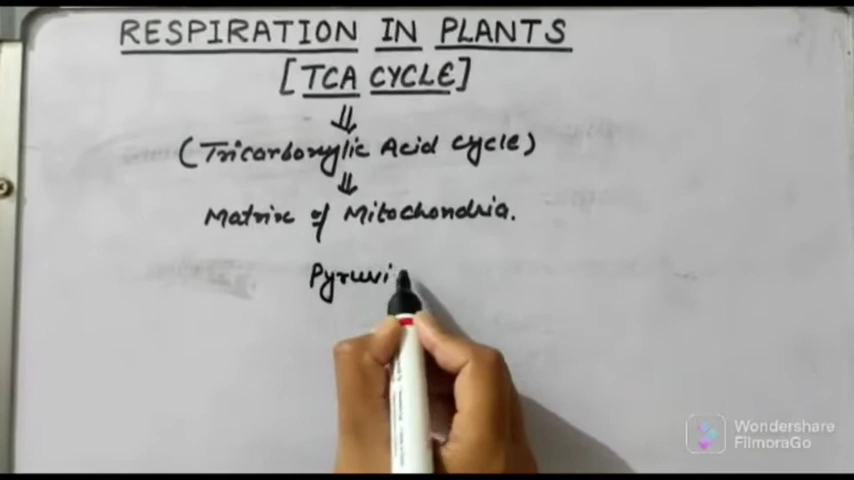 RESPIRATION IN PLANTS
[TCA CYCLE]
(Tricarboxylic Acid cycle)
Matrix of Mitochondria.
Pyruvi
Wondershare
FilmoraGo